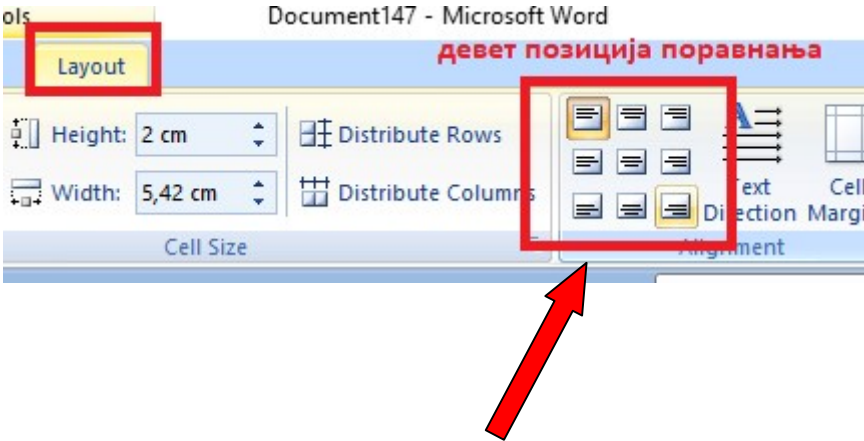 ols Document147 - Microsoft Word
Layout
девет позиција поравнања
Height: 2 cm Distribute Rows
Width: 5,42 cm Distribute Columns
Text Direction
Cell Margi
Cell Size Alignment